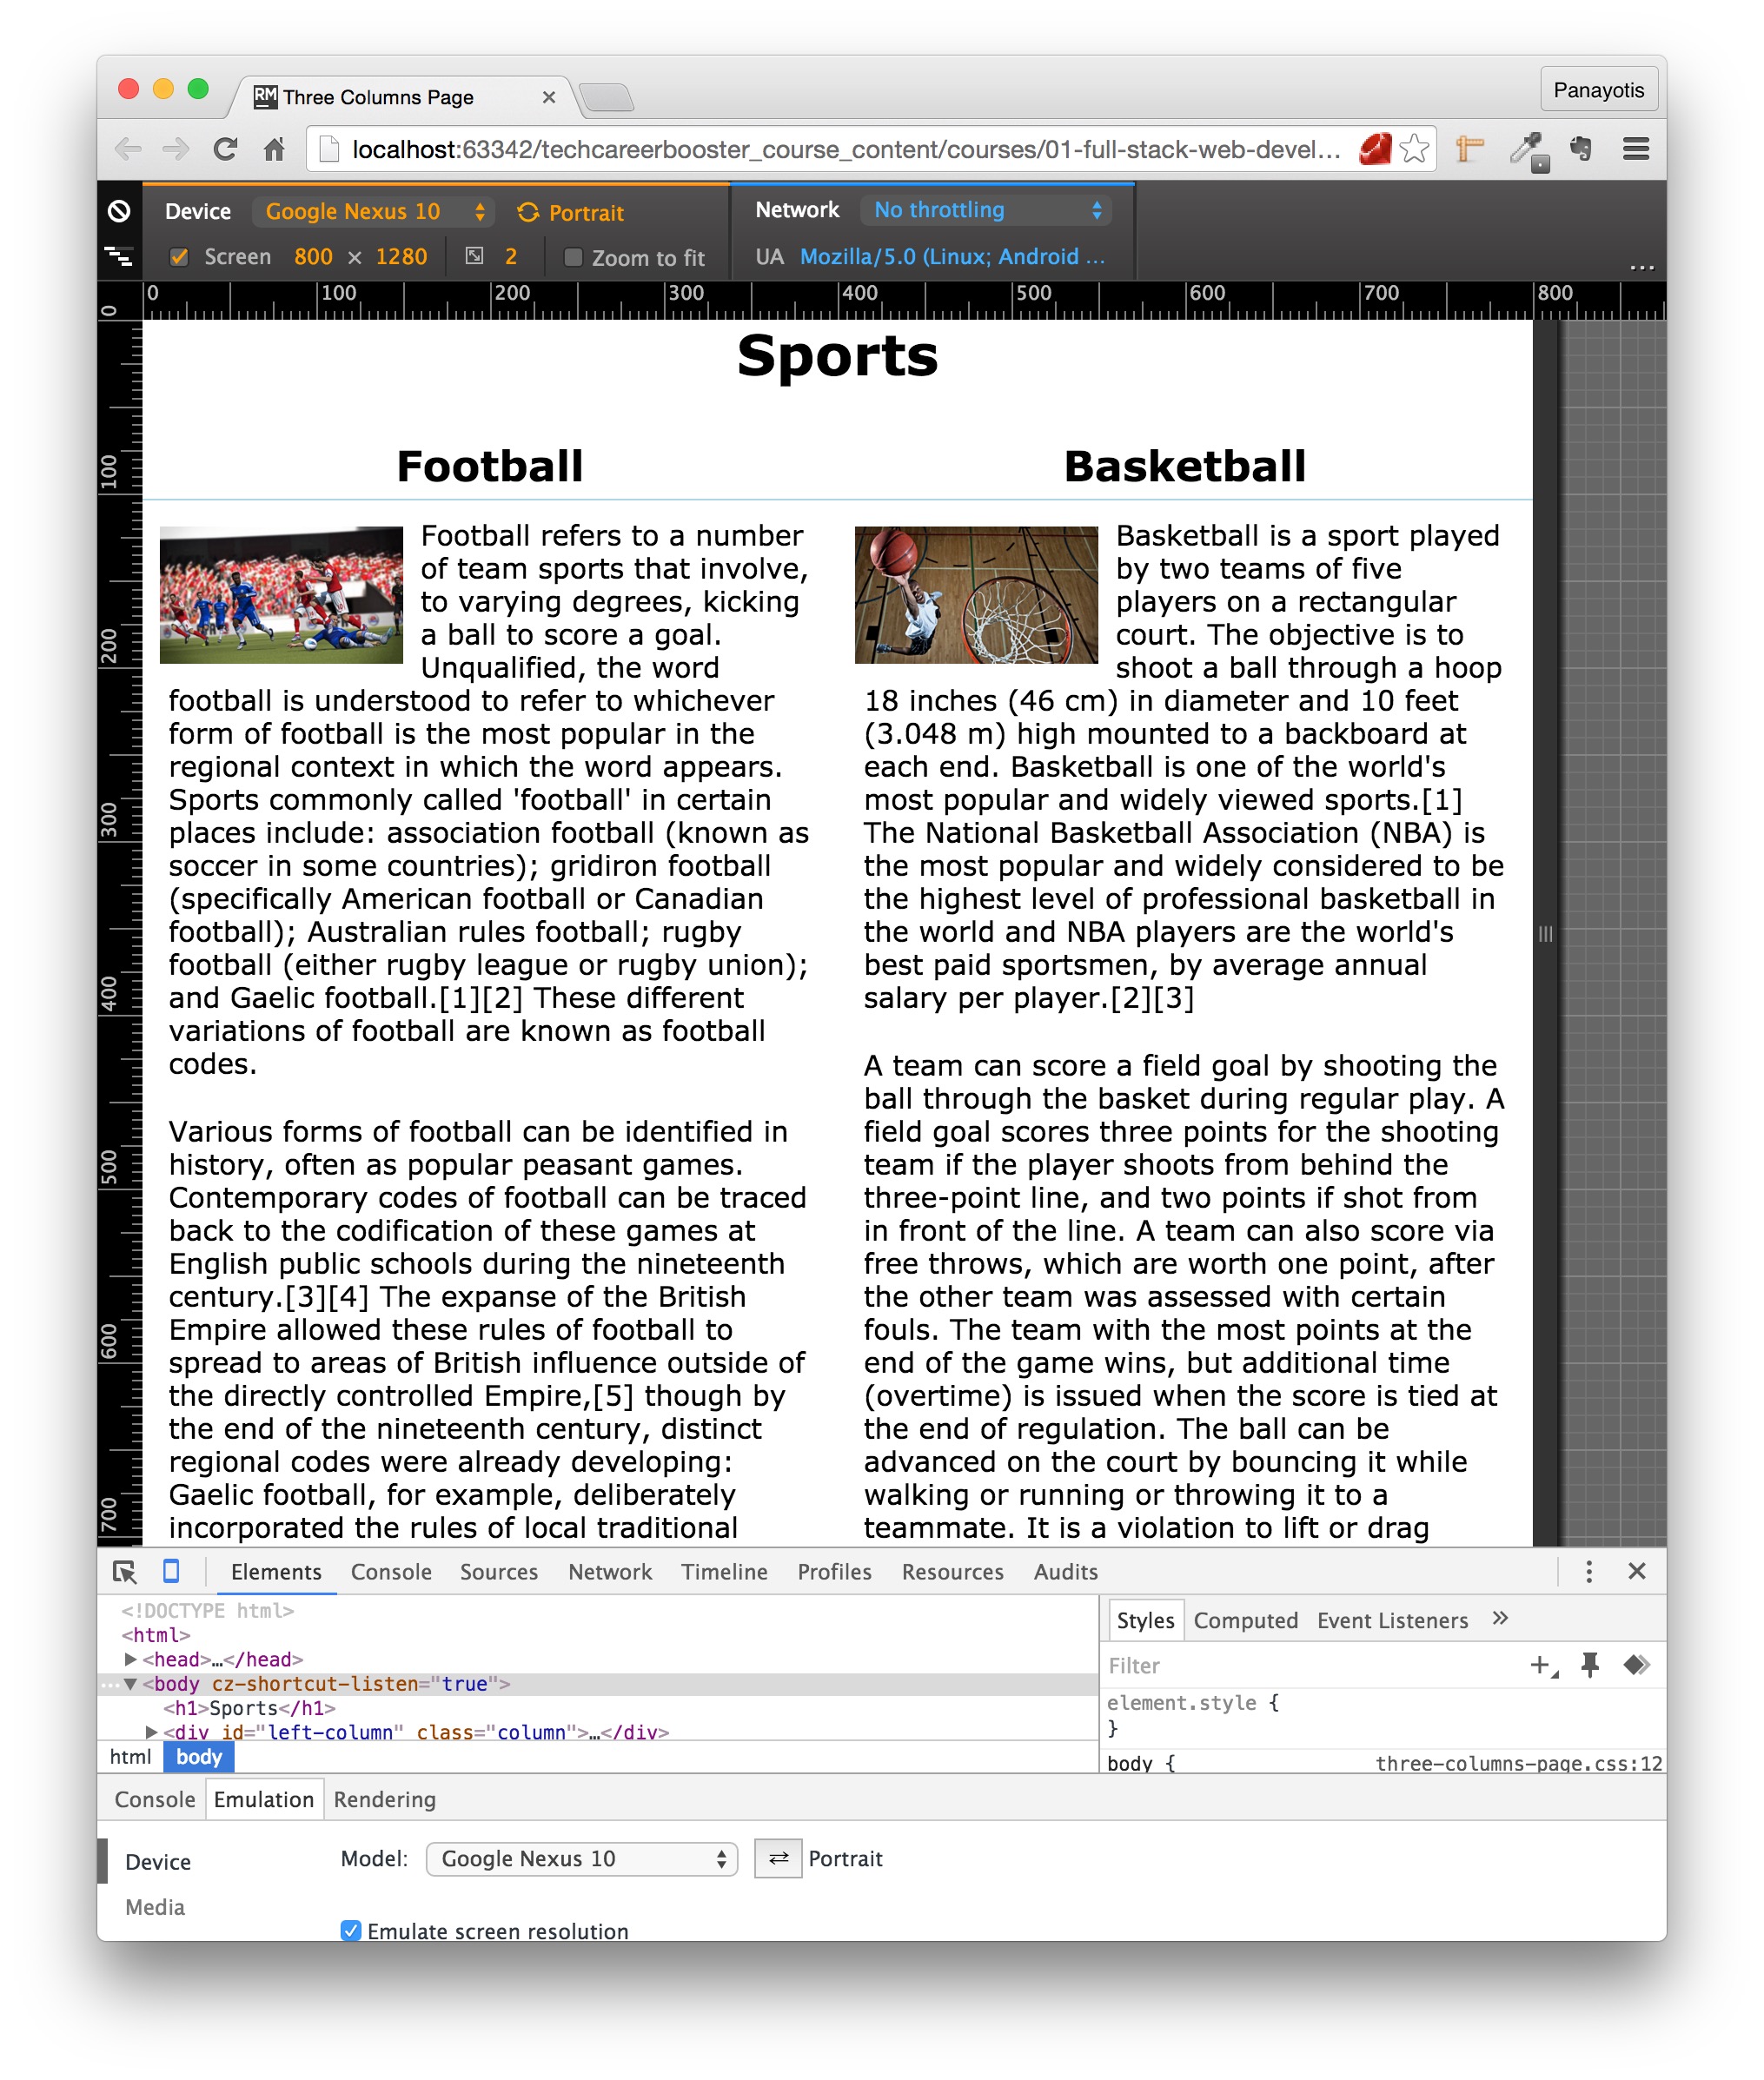 Three Columns Page
Panayotis
localhost:63342/techcareerbooster_course_content/courses/01-full-stack-web-devel...
Device Google Nexus 10 Portrait
Network No throttling
Screen 800 × 1280 2 Zoom to fit
UA Mozilla/5.0 (Linux; Android ...
...
0 100 200 300 400 500 600 700 800
0
100
200
300
400
500
600
700
Sports
Football
Football refers to a number
of team sports that involve,
to varying degrees, kicking
a ball to score a goal.
Unqualified, the word
football is understood to refer to whichever
form of football is the most popular in the
regional context in which the word appears.
Sports commonly called 'football' in certain
places include: association football (known as
soccer in some countries); gridiron football
(specifically American football or Canadian
football); Australian rules football; rugby
football (either rugby league or rugby union);
and Gaelic football.[1][2] These different
variations of football are known as football
codes.
Various forms of football can be identified in
history, often as popular peasant games.
Contemporary codes of football can be traced
back to the codification of these games at
English public schools during the nineteenth
century.[3][4] The expanse of the British
Empire allowed these rules of football to
spread to areas of British influence outside of
the directly controlled Empire,[5] though by
the end of the nineteenth century, distinct
regional codes were already developing:
Gaelic football, for example, deliberately
incorporated the rules of local traditional
Basketball
Basketball is a sport played
by two teams of five
players on a rectangular
court. The objective is to
shoot a ball through a hoop
18 inches (46 cm) in diameter and 10 feet
(3.048 m) high mounted to a backboard at
each end. Basketball is one of the world's
most popular and widely viewed sports.[1]
The National Basketball Association (NBA) is
the most popular and widely considered to be
the highest level of professional basketball in
the world and NBA players are the world's
best paid sportsmen, by average annual
salary per player.[2][3]
A team can score a field goal by shooting the
ball through the basket during regular play. A
field goal scores three points for the shooting
team if the player shoots from behind the
three-point line, and two points if shot from
in front of the line. A team can also score via
free throws, which are worth one point, after
the other team was assessed with certain
fouls. The team with the most points at the
end of the game wins, but additional time
(overtime) is issued when the score is tied at
the end of regulation. The ball can be
advanced on the court by bouncing it while
walking or running or throwing it to a
teammate. It is a violation to lift or drag
Elements Console Sources Network Timeline Profiles Resources Audits
<!DOCTYPE html>
<html>
<head>…</head>
<body cz-shortcut-listen="true">
<h1>Sports</h1>
<div id="left-column" class="column">…</div>
html body
Styles Computed Event Listeners »
Filter
element.style {
}
body { three-columns-page.css:12
Console Emulation Rendering
Device
Media
Model: Google Nexus 10 Portrait
Emulate screen resolution